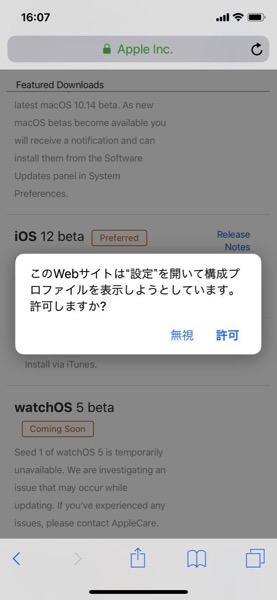 16:07
Apple Inc.
Featured Downloads
latest macOS 10.14 beta. As new
macOS betas become available you
will receive a notification and can
install them from the Software
Updates panel in System
Preferences.
iOS 12 beta
Preferred
Release
Notes
このWebサイトは“設定”を開いて構成プ
ロファイルを表示しようとしています。
許可しますか?
無視
許可
Install via iTunes.
watchOS 5 beta
Coming Soon
Seed 1 of watchOS 5 is temporarily
unavailable. We are investigating an
issue that may occur while
updating. If you've experienced any
issues, please contact AppleCare.